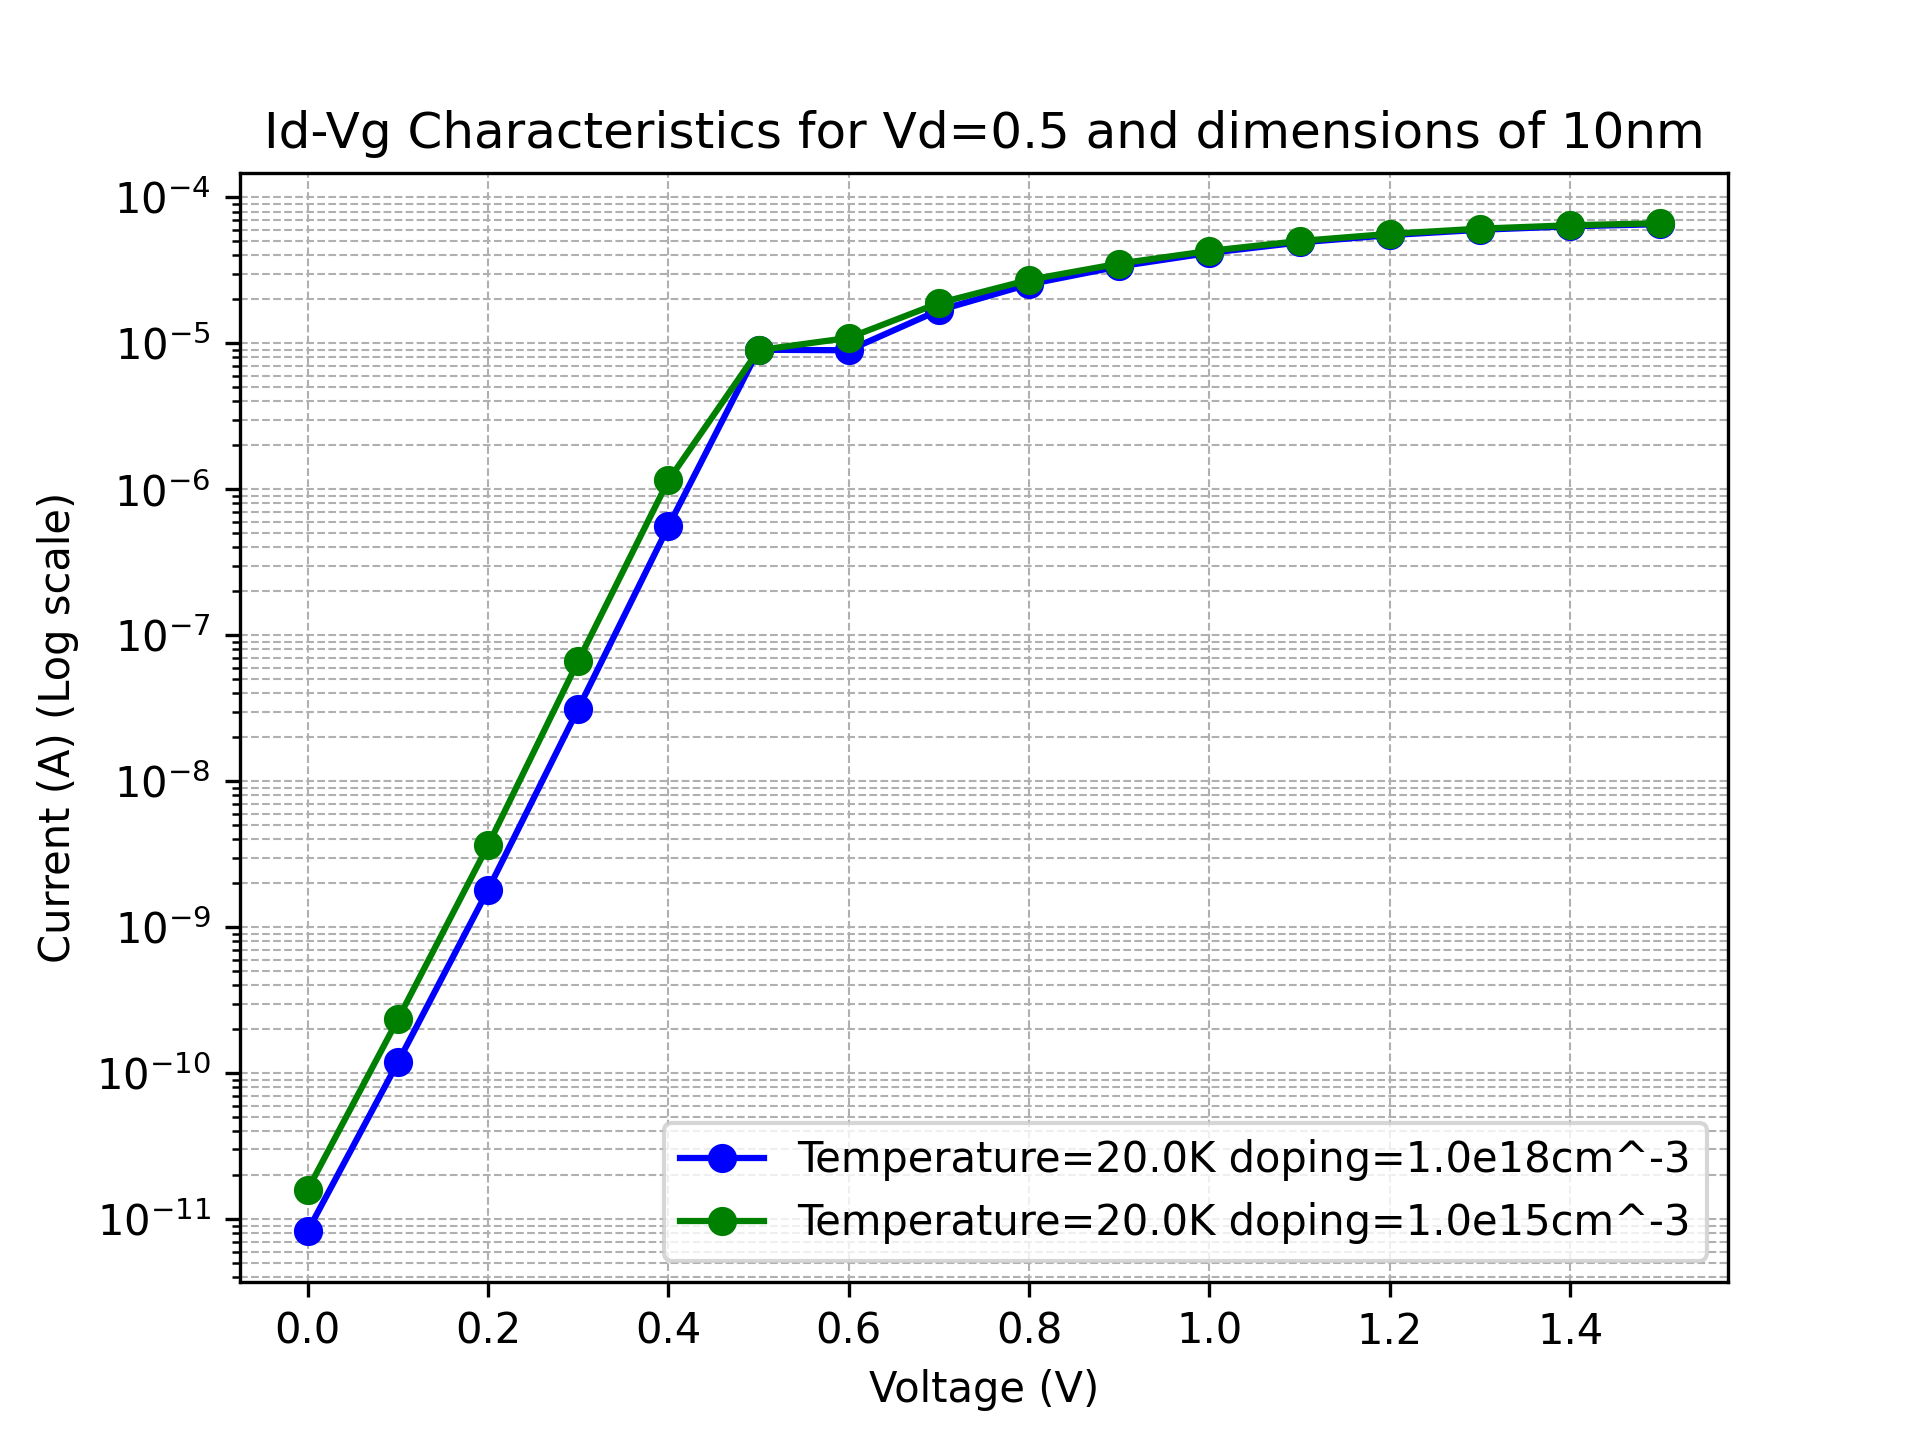 Id-Vg Characteristics for Vd=0.5 and dimensions of 10nm
Current (A) (Log scale)
10⁻⁴
10⁻⁵
10⁻⁶
10⁻⁷
10⁻⁸
10⁻⁹
10⁻¹⁰
10⁻¹¹
Temperature=20.0K doping=1.0e18cm^-3
Temperature=20.0K doping=1.0e15cm^-3
0.0 0.2 0.4 0.6 0.8 1.0 1.2 1.4
Voltage (V)